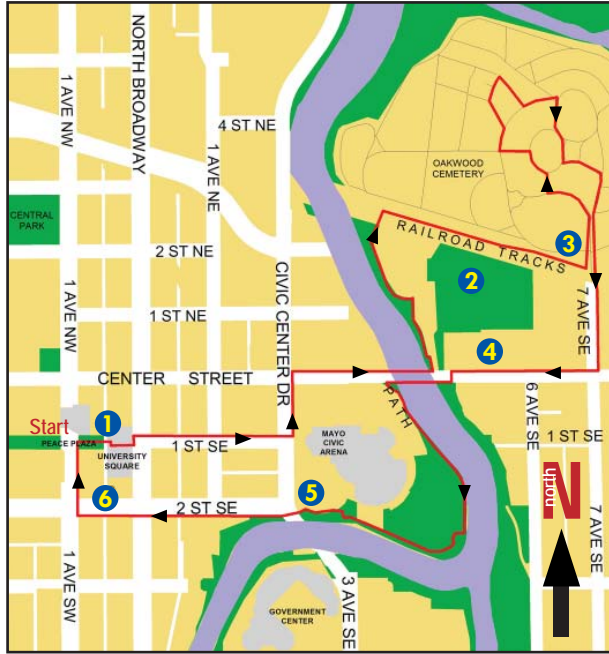 1 AVE NW
NORTH BROADWAY
1 AVE NE
4 ST NE
OAKWOOD
CEMETERY
CENTRAL
PARK
RAILROAD TRACKS
3
2 ST NE
2
1 AVE NW
CIVIC CENTER DR
7 AVE SE
1 ST NE
4
CENTER STREET
PATH
6 AVE SE
Start
1
PEACE PLAZA
UNIVERSITY
SQUARE
1 ST SE
MAYO
CIVIC
ARENA
1 ST SE
north
N
6
5
2 ST SE
7 AVE SE
1 AVE SW
3 AVE SE
GOVERNMENT
CENTER